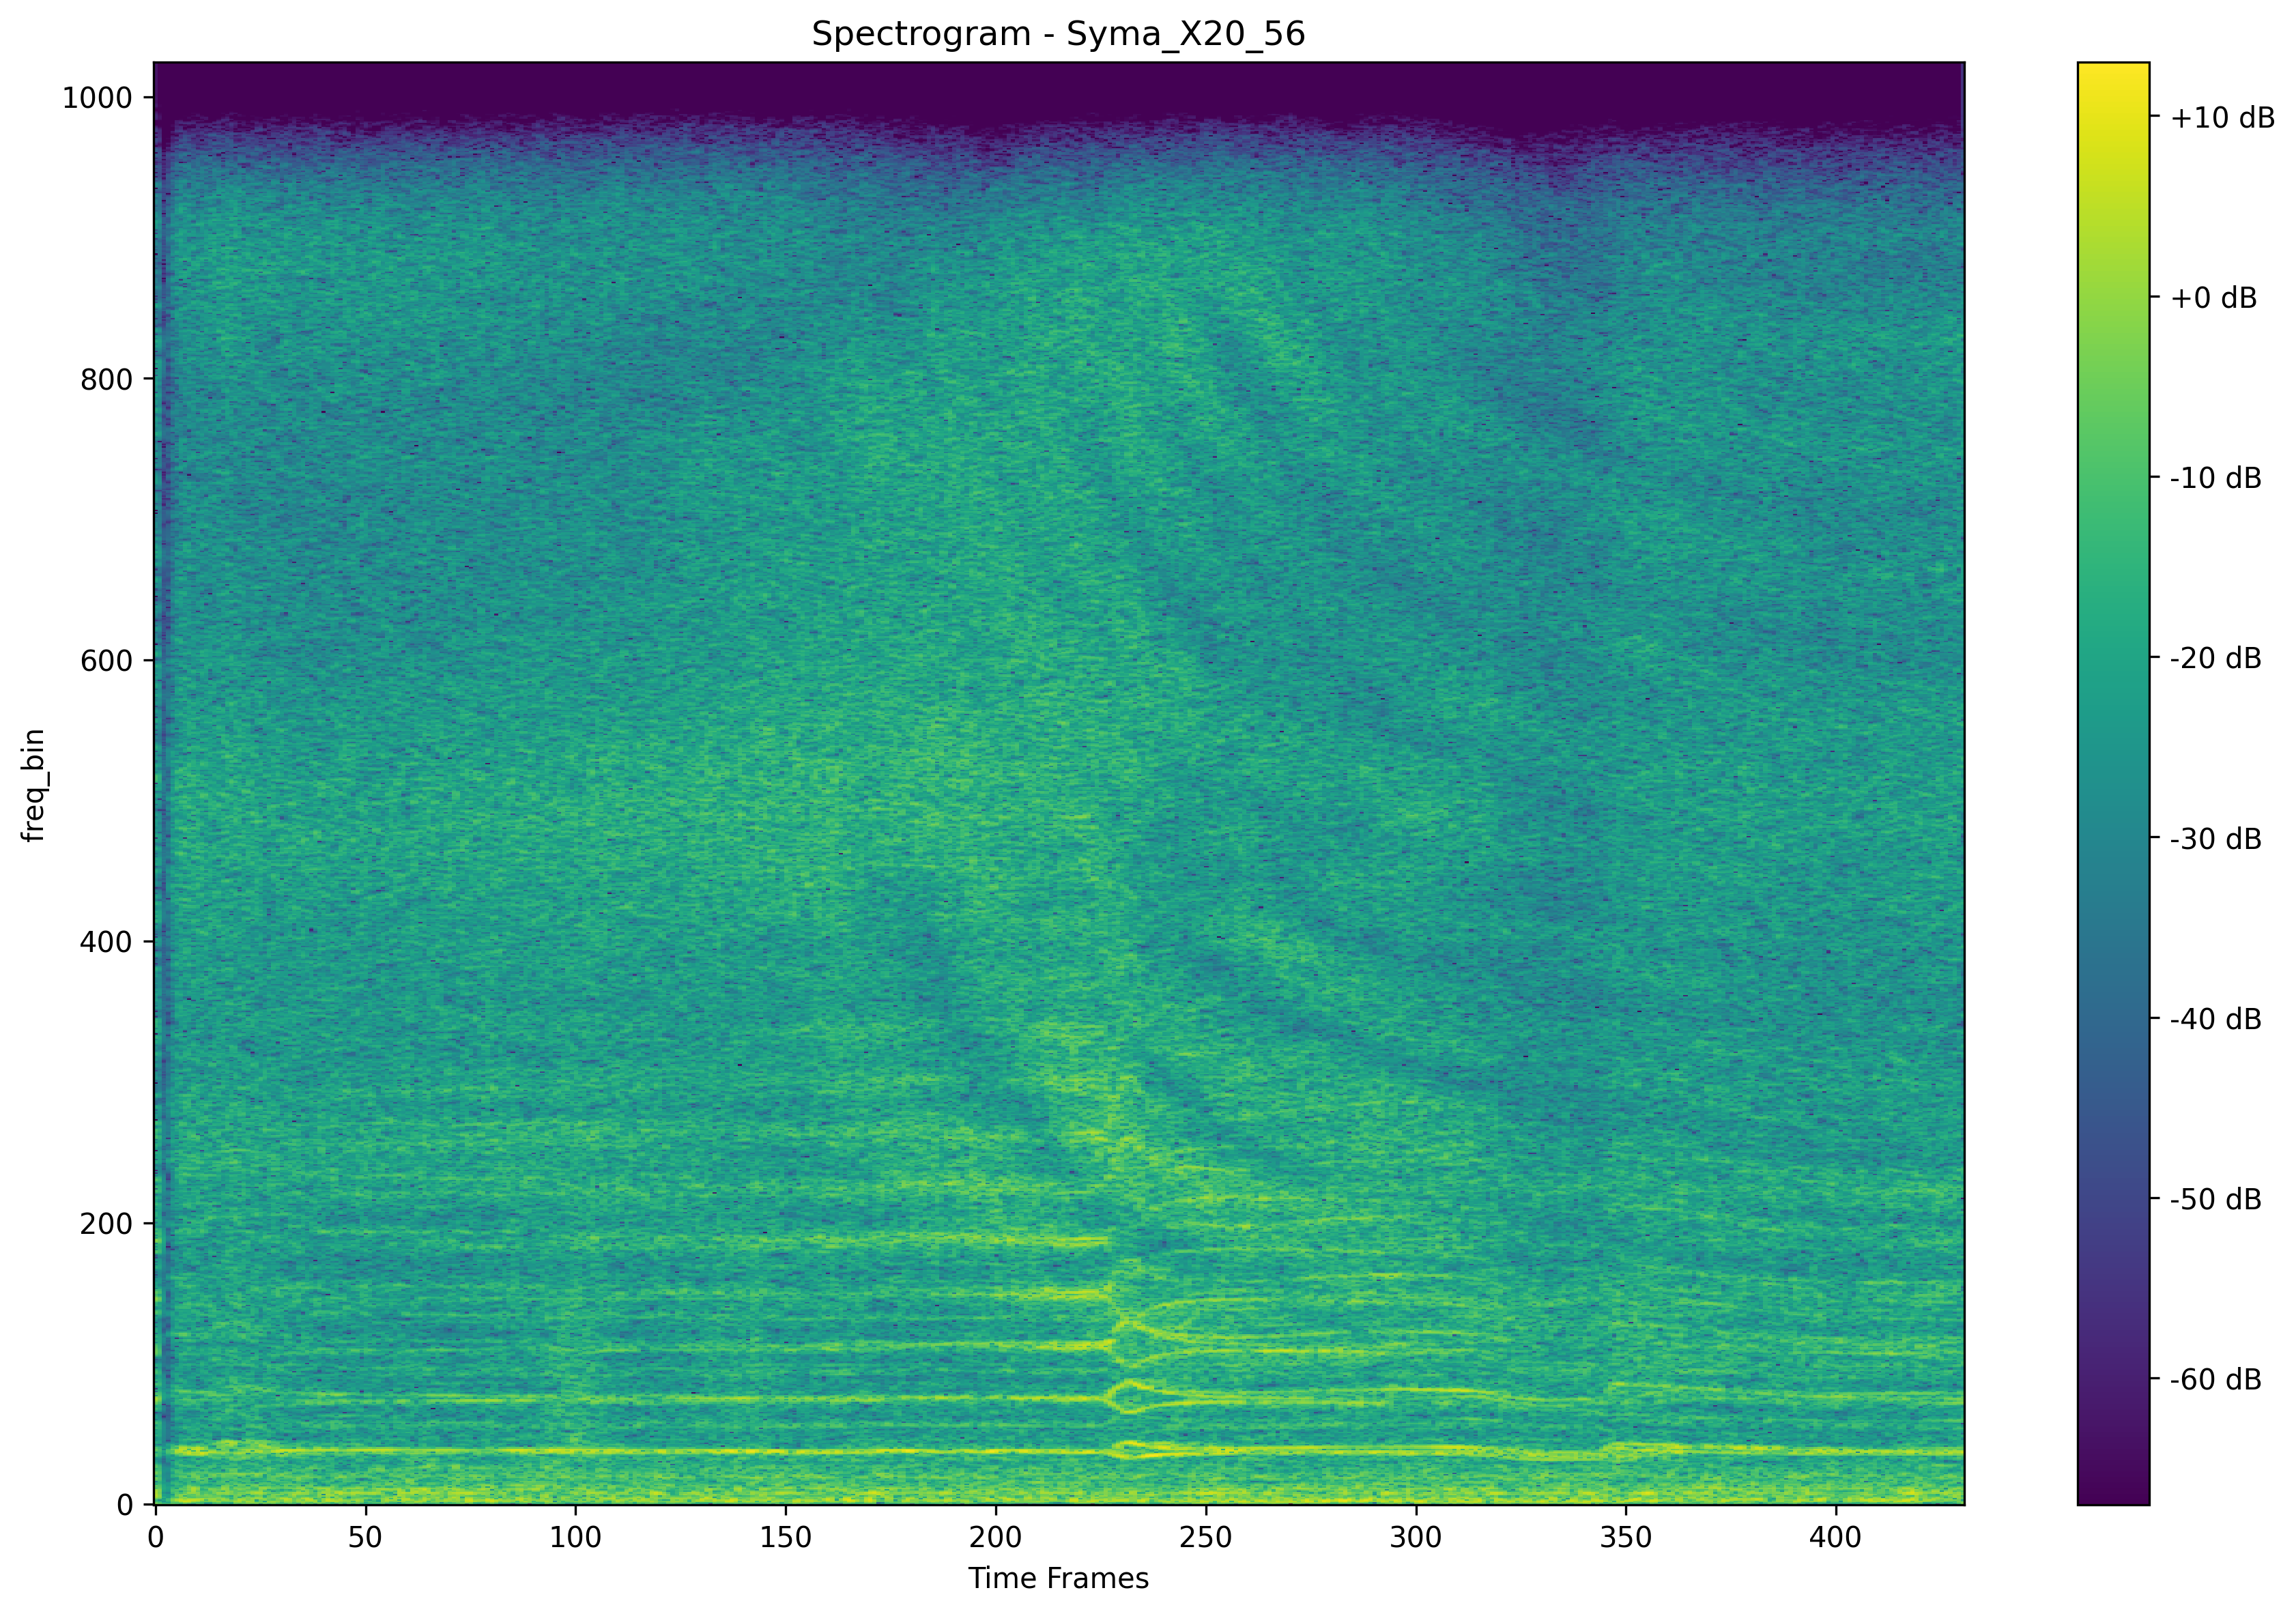 Spectrogram - Syma_X20_56
1000
800
600
400
200
0
freq_bin
0 50 100 150 200 250 300 350 400
Time Frames
+10 dB
+0 dB
-10 dB
-20 dB
-30 dB
-40 dB
-50 dB
-60 dB